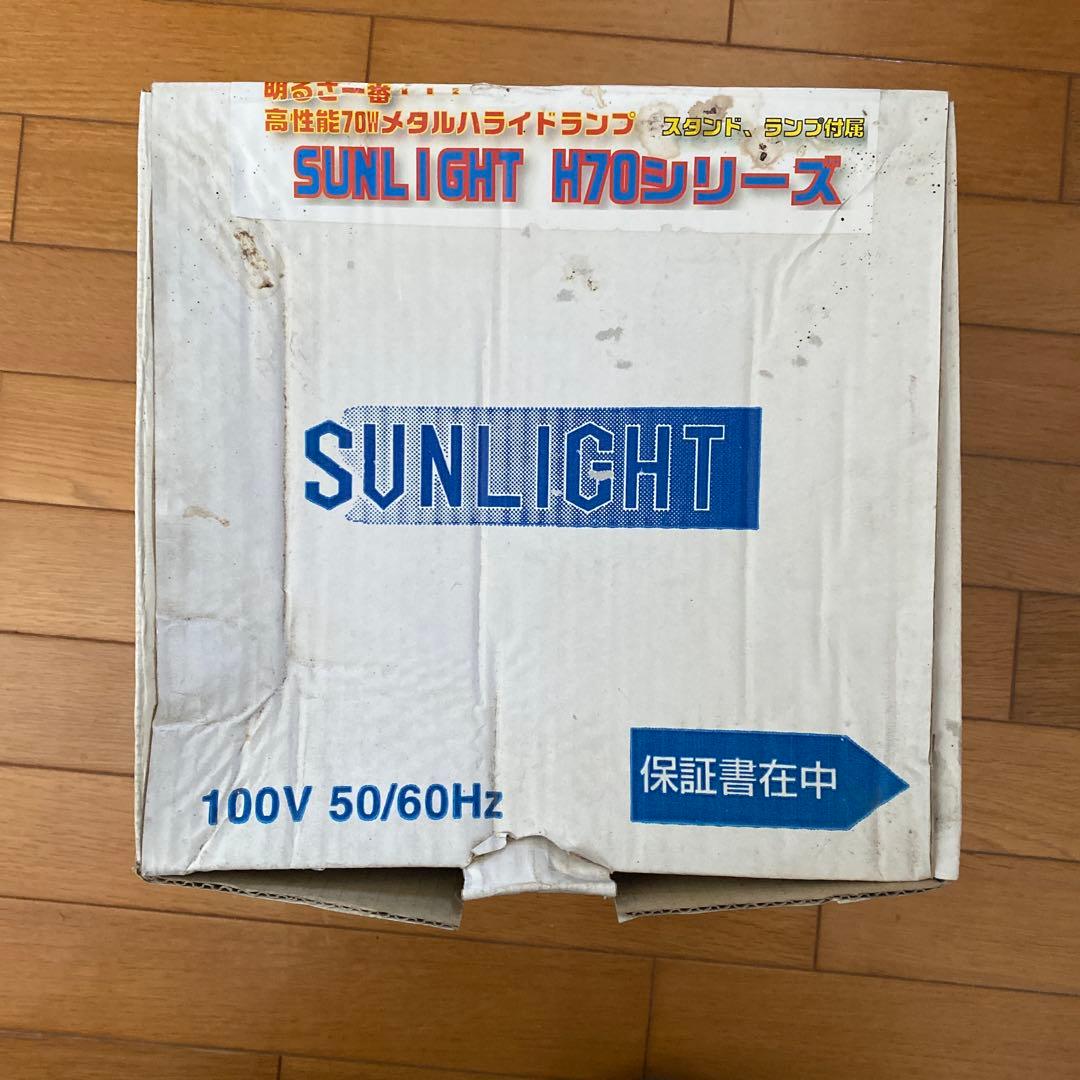 明るさ一番
高性能70Wメタルハライドランプ スタンド、ランプ付属
SUNLIGHT H70シリーズ
SUNLIGHT
保証書在中
100V 50/60Hz